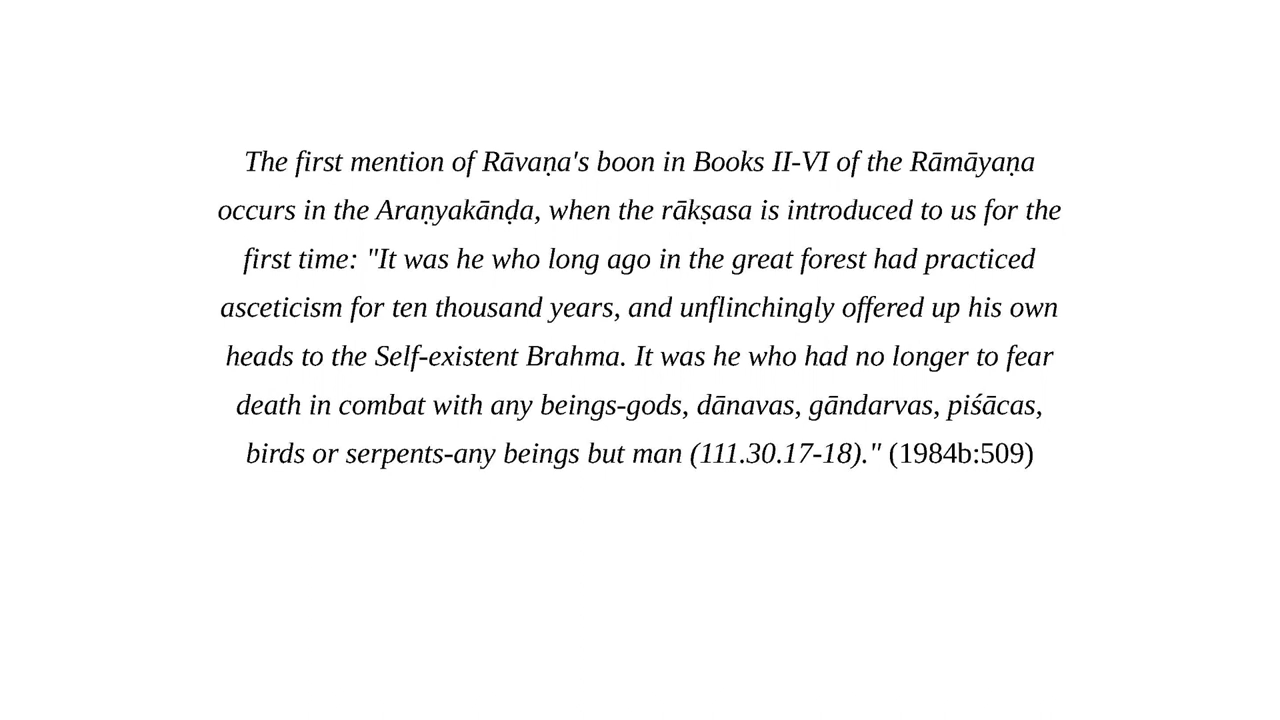 The first mention of Rāvaṇa's boon in Books II-VI of the Rāmāyaṇa
occurs in the Araṇyakāṇḍa, when the rākṣasa is introduced to us for the
first time: "It was he who long ago in the great forest had practiced
asceticism for ten thousand years, and unflinchingly offered up his own
heads to the Self-existent Brahma. It was he who had no longer to fear
death in combat with any beings-gods, dānavas, gāndarvas, piśācas,
birds or serpents-any beings but man (111.30.17-18)." (1984b:509)